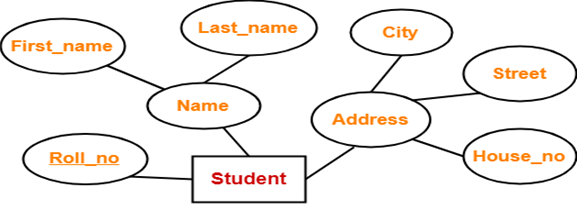 First_name
Last_name
City
Street
Name
Address
Roll_no
House_no
Student